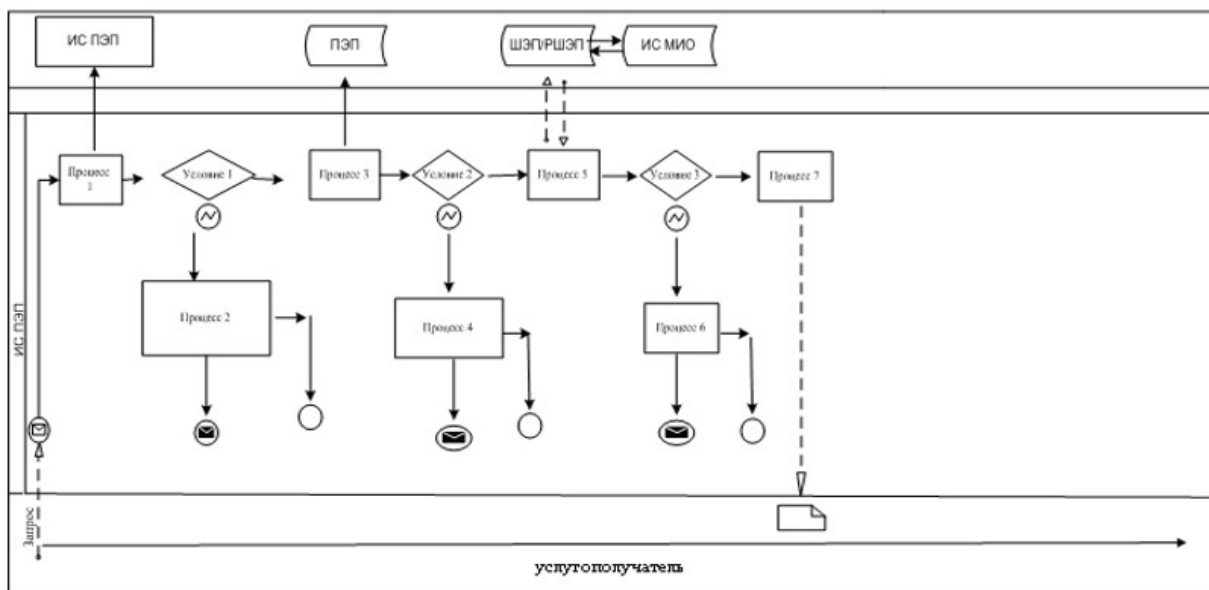 ИС ПЭП
ПЭП
ШЭП/РШЭП
ИС МИО
Процесс
1
Условие 1
Процесс 3
Условие 2
Процесс 5
Условие 3
Процесс 7
Процесс 2
Процесс 4
Процесс 6
ИС ПЭП
Запрос
услугополучатель